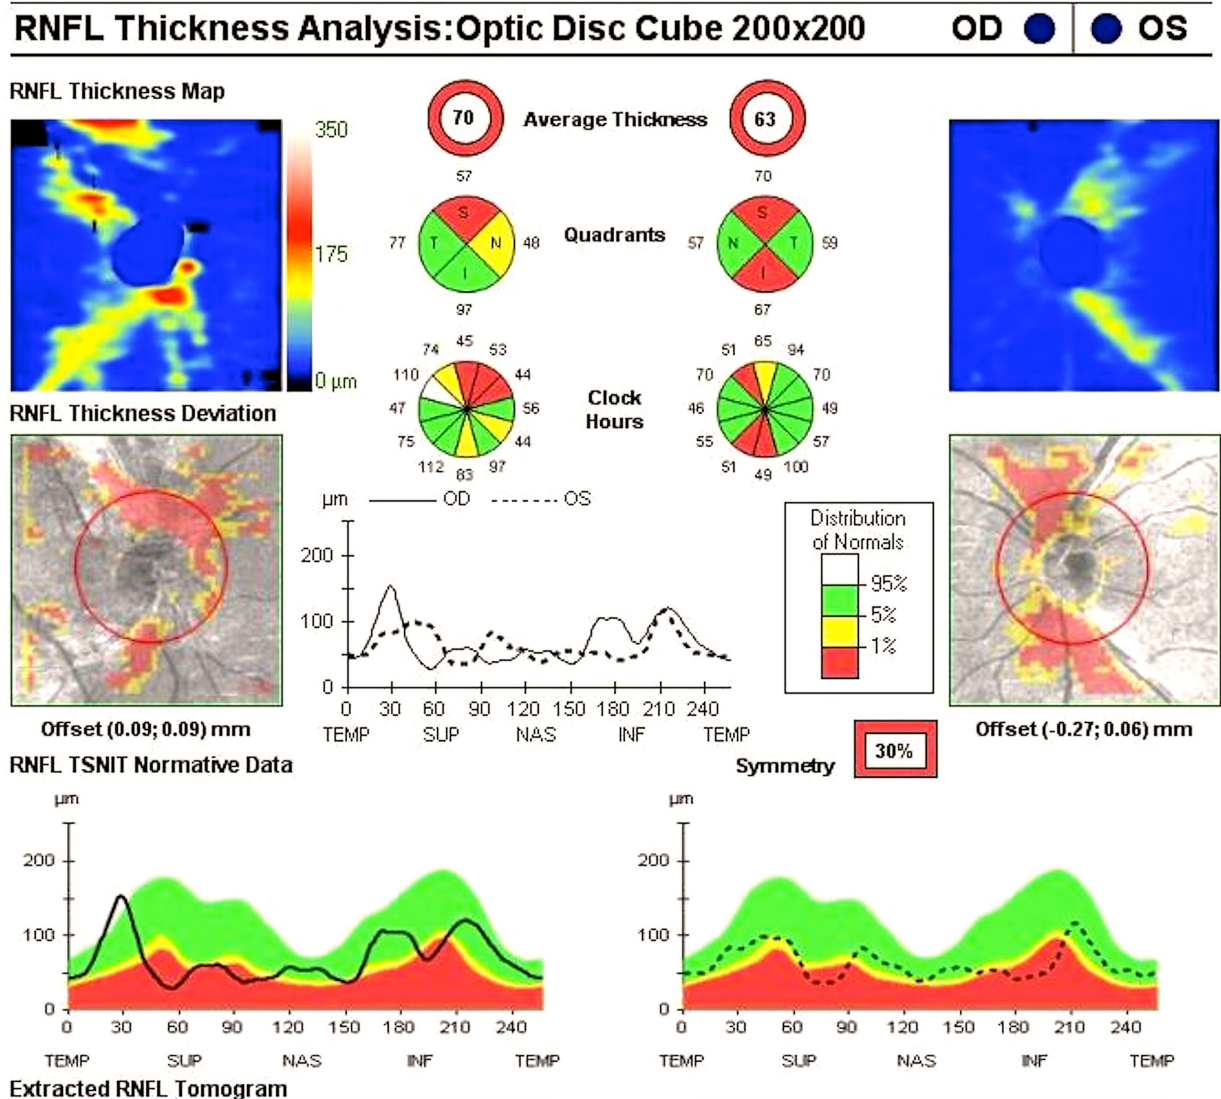 RNFL Thickness Analysis:Optic Disc Cube 200x200 OD OS
RNFL Thickness Map
350
175
0 µm
70 Average Thickness 63
57 70
S S
77 T N 48 Quadrants 57 N T 59
I I
97 67
45 65
74 53 51 94
110 44 70 70
47 56 Clock Hours 46 49
75 44 55 57
112 97 51 100
83 49
RNFL Thickness Deviation
µm OD OS
200
100
0
0 30 60 90 120 150 180 210 240
TEMP SUP NAS INF TEMP
Distribution
of Normals
95%
5%
1%
Offset (0.09; 0.09) mm
Offset (-0.27; 0.06) mm
RNFL TSNIT Normative Data
Symmetry 30%
µm
200
100
0
0 30 60 90 120 150 180 210 240
TEMP SUP NAS INF TEMP
µm
200
100
0
0 30 60 90 120 150 180 210 240
TEMP SUP NAS INF TEMP
Extracted RNFL Tomogram